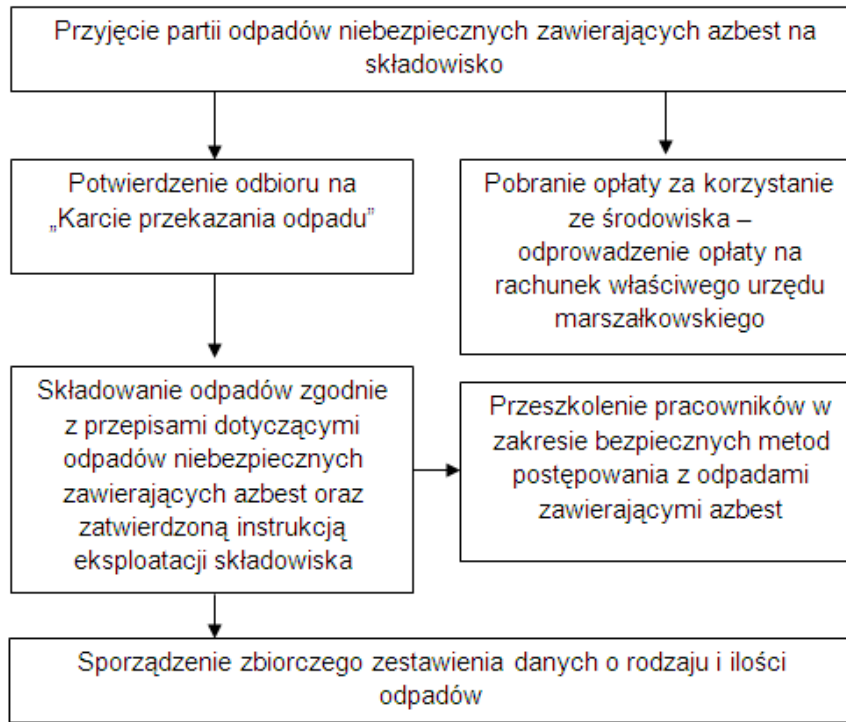 Przyjęcie partii odpadów niebezpiecznych zawierających azbest na
składowisko
Potwierdzenie odbioru na
„Karcie przekazania odpadu”
Pobranie opłaty za korzystanie
ze środowiska –
odprowadzenie opłaty na
rachunek właściwego urzędu
marszałkowskiego
Składowanie odpadów zgodnie
z przepisami dotyczącymi
odpadów niebezpiecznych
zawierających azbest oraz
zatwierdzoną instrukcją
eksploatacji składowiska
Przeszkolenie pracowników w
zakresie bezpiecznych metod
postępowania z odpadami
zawierającymi azbest
Sporządzenie zbiorczego zestawienia danych o rodzaju i ilości
odpadów